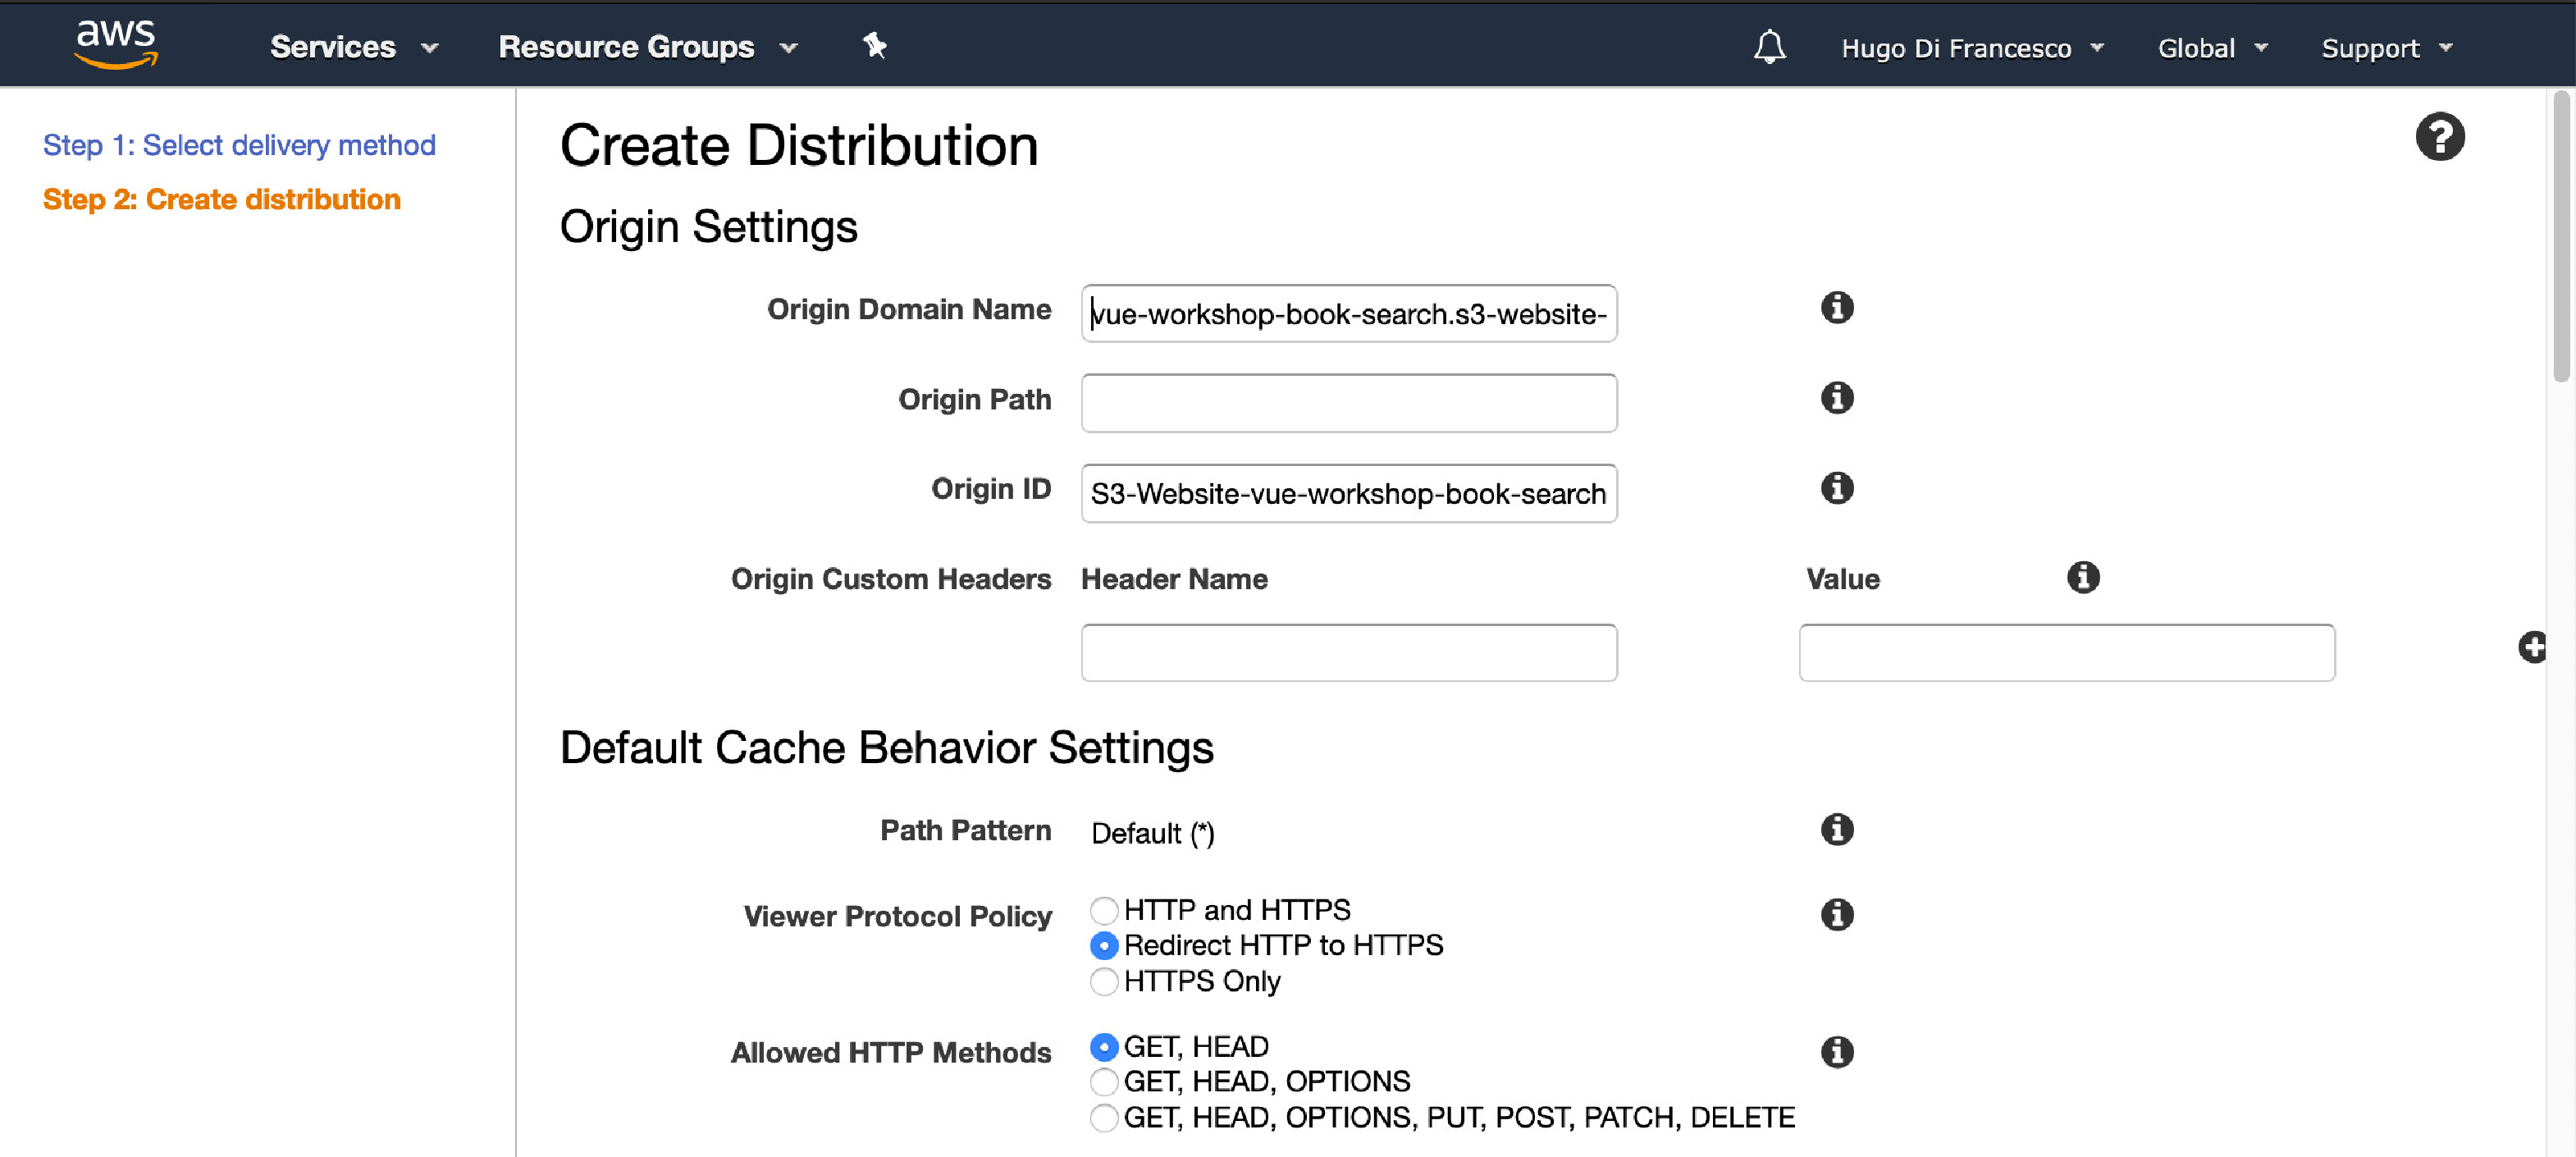 aws Services Resource Groups Hugo Di Francesco Global Support
Step 1: Select delivery method
Step 2: Create distribution
Create Distribution
Origin Settings
Origin Domain Name vue-workshop-book-search.s3-website-
Origin Path
Origin ID S3-Website-vue-workshop-book-search
Origin Custom Headers Header Name Value
Default Cache Behavior Settings
Path Pattern Default (*)
Viewer Protocol Policy HTTP and HTTPS
Redirect HTTP to HTTPS
HTTPS Only
Allowed HTTP Methods GET, HEAD
GET, HEAD, OPTIONS
GET, HEAD, OPTIONS, PUT, POST, PATCH, DELETE